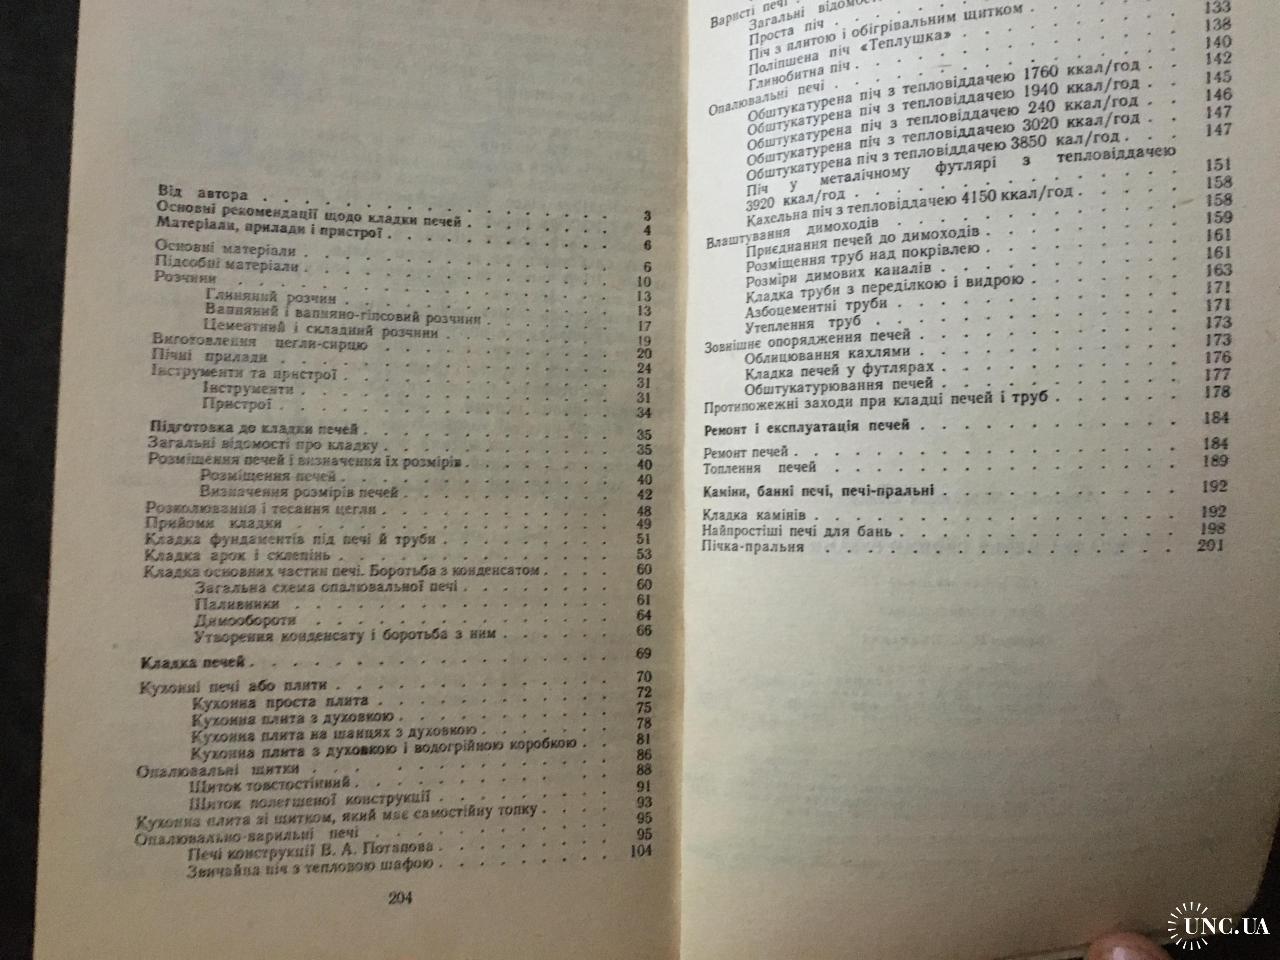 Від автора . . . . . . . . . . . . . . . . 3
Основні рекомендації щодо кладки печей . . . . . . . 4
Матеріали, прилади і пристрої . . . . . . . . . . . 6
Основні матеріали . . . . . . . . . . . . . . 6
Підсобні матеріали . . . . . . . . . . . . . . 10
Розчини . . . . . . . . . . . . . . . . . 13
Глиняний розчин . . . . . . . . . . . . . 13
Вапняний і вапняно-гіпсовий розчини . . . . . . 17
Цементний і складний розчини . . . . . . . . 19
Виготовлення цегли-сирцю . . . . . . . . . . . 20
Пічні прилади . . . . . . . . . . . . . . . 24
Інструменти та пристрої . . . . . . . . . . . . 31
Інструменти . . . . . . . . . . . . . . . 31
Пристрої . . . . . . . . . . . . . . . . 34
Підготовка до кладки печей . . . . . . . . . . . . 35
Загальні відомості про кладку . . . . . . . . . . 35
Розміщення печей і визначення їх розмірів . . . . . . . 40
Розміщення печей . . . . . . . . . . . . . 40
Визначення розмірів печей . . . . . . . . . . 42
Розколювання і тесання цегли . . . . . . . . . . 48
Прийоми кладки . . . . . . . . . . . . . . 49
Кладка фундаментів під печі й труби . . . . . . . . 51
Кладка арок і склепінь . . . . . . . . . . . . 53
Кладка основних частин печі. Боротьба з конденсатом . . . . 60
Загальна схема опалювальної печі . . . . . . . . 60
Паливники . . . . . . . . . . . . . . . 61
Димообороти . . . . . . . . . . . . . . 64
Утворення конденсату і боротьба з ним . . . . . . 66
Кладка печей . . . . . . . . . . . . . . . . 69
Кухонні печі або плити . . . . . . . . . . . . 70
Кухонна проста плита . . . . . . . . . . . 72
Кухонна плита з духовкою . . . . . . . . . . 75
Кухонна плита на шанцях з духовкою . . . . . . 78
Кухонна плита з духовкою і водогрійною коробкою . . 81
Опалювальні щитки . . . . . . . . . . . . . 86
Щиток товстостінний . . . . . . . . . . . . 88
Щиток полегшеної конструкції . . . . . . . . 91
Кухонна плита зі щитком, який має самостійну топку . . . . 93
Опалювально-варильні печі . . . . . . . . . . . 95
Печі конструкції В. А. Потапова . . . . . . . . 95
Звичайна піч з тепловою шафою . . . . . . . . 104
204
Варисті печі
Загальні відомості
Проста піч . . . . . . . . . . . . . . 133
Піч з плитою і обігрівальним щитком . . . . . . 138
Поліпшена піч «Теплушка» . . . . . . . . . 140
Глинобитна піч . . . . . . . . . . . . . 142
Опалювальні печі . . . . . . . . . . . . . . 145
Обштукатурена піч з тепловіддачею 1760 ккал/год . . 146
Обштукатурена піч з тепловіддачею 1940 ккал/год . . 147
Обштукатурена піч з тепловіддачею 240 ккал/год . . 147
Обштукатурена піч з тепловіддачею 3020 ккал/год . .
Обштукатурена піч з тепловіддачею 3850 кал/год . . . 151
Піч у металічному футлярі з тепловіддачею
3920 ккал/год . . . . . . . . . . . . . . 158
Кахельна піч з тепловіддачею 4150 ккал/год . . . . . 158
Влаштування димоходів . . . . . . . . . . . . 159
Приєднання печей до димоходів . . . . . . . . 161
Розміщення труб над покрівлею . . . . . . . . 161
Розміри димових каналів . . . . . . . . . . 163
Кладка труби з переділкою і видрою . . . . . . 171
Азбоцементні труби . . . . . . . . . . . . 171
Утеплення труб . . . . . . . . . . . . . 173
Зовнішнє опорядження печей . . . . . . . . . . 173
Облицювання кахлями . . . . . . . . . . . 176
Кладка печей у футлярах . . . . . . . . . . 177
Обштукатурювання печей . . . . . . . . . . 178
Протипожежні заходи при кладці печей і труб . . . . . .
Ремонт і експлуатація печей . . . . . . . . . . . 184
Ремонт печей . . . . . . . . . . . . . . . 184
Топлення печей . . . . . . . . . . . . . . 189
Каміни, банні печі, печі-пральні . . . . . . . . . . 192
Кладка камінів . . . . . . . . . . . . . . 192
Найпростіші печі для бань . . . . . . . . . . . 198
Пічка-пральня . . . . . . . . . . . . . . . 201
UNC.UA